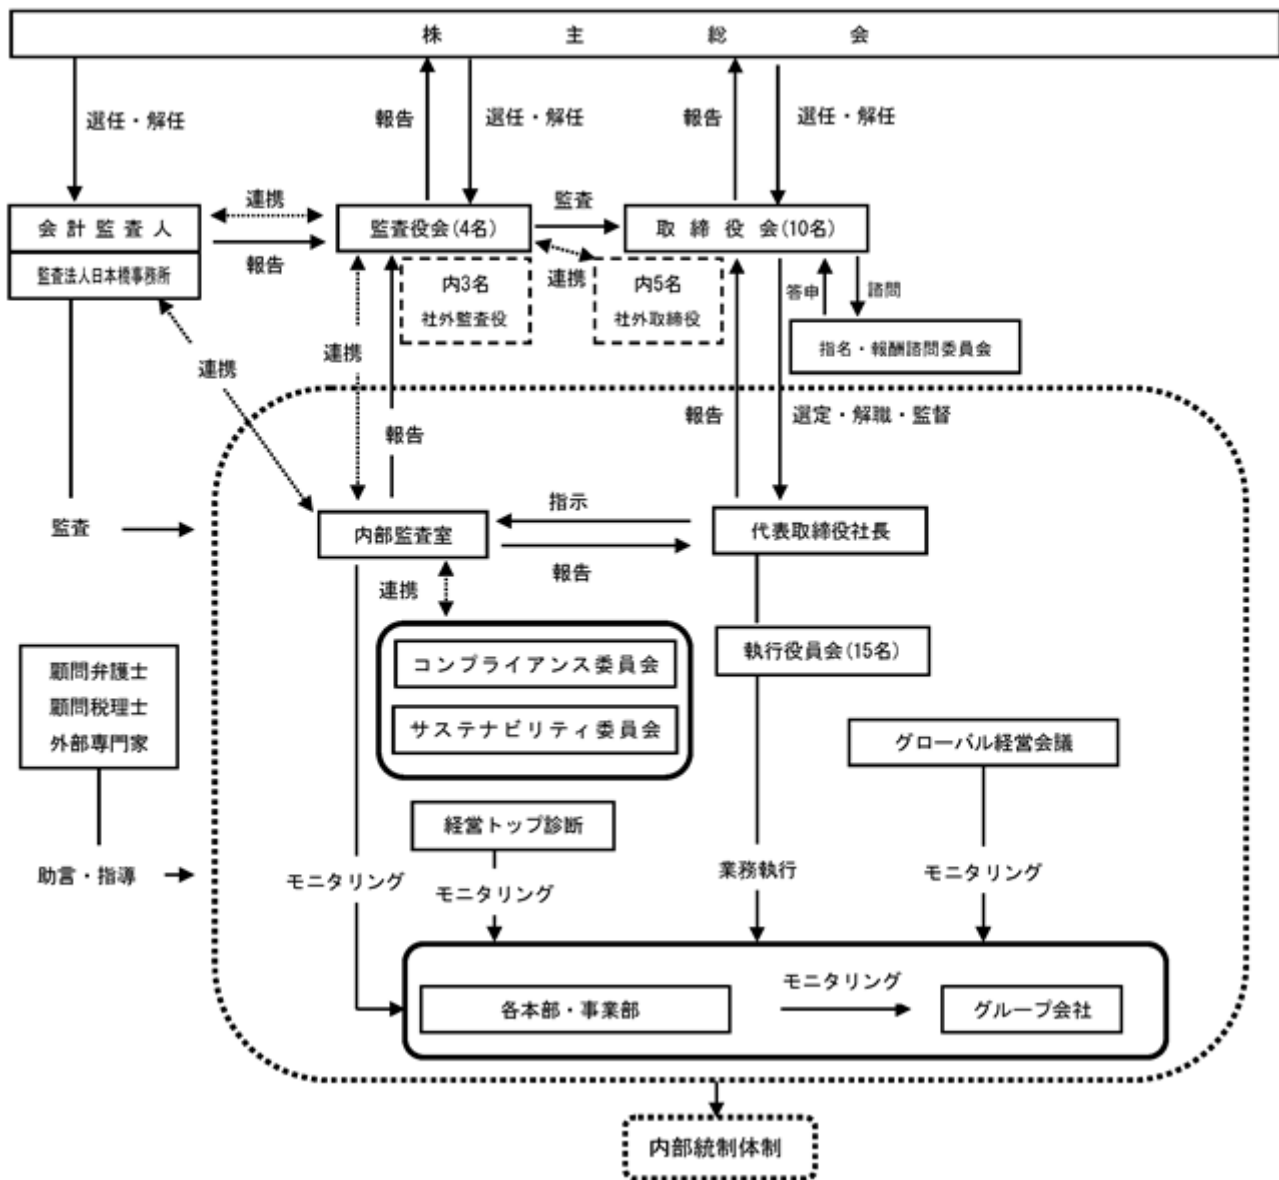 株主総会
選任・解任
報告
選任・解任
報告
選任・解任
連携
監査
会計監査人
監査役会(4名)
取締役会(10名)
報告
連携
監査法人日本橋事務所
内3名
社外監査役
内5名
社外取締役
答申
諮問
指名・報酬諮問委員会
連携
連携
報告
報告
選定・解職・監督
監査
指示
内部監査室
代表取締役社長
報告
連携
コンプライアンス委員会
サステナビリティ委員会
執行役員会(15名)
顧問弁護士
顧問税理士
外部専門家
グローバル経営会議
経営トップ診断
助言・指導
モニタリング
モニタリング
業務執行
モニタリング
モニタリング
各本部・事業部
グループ会社
内部統制体制